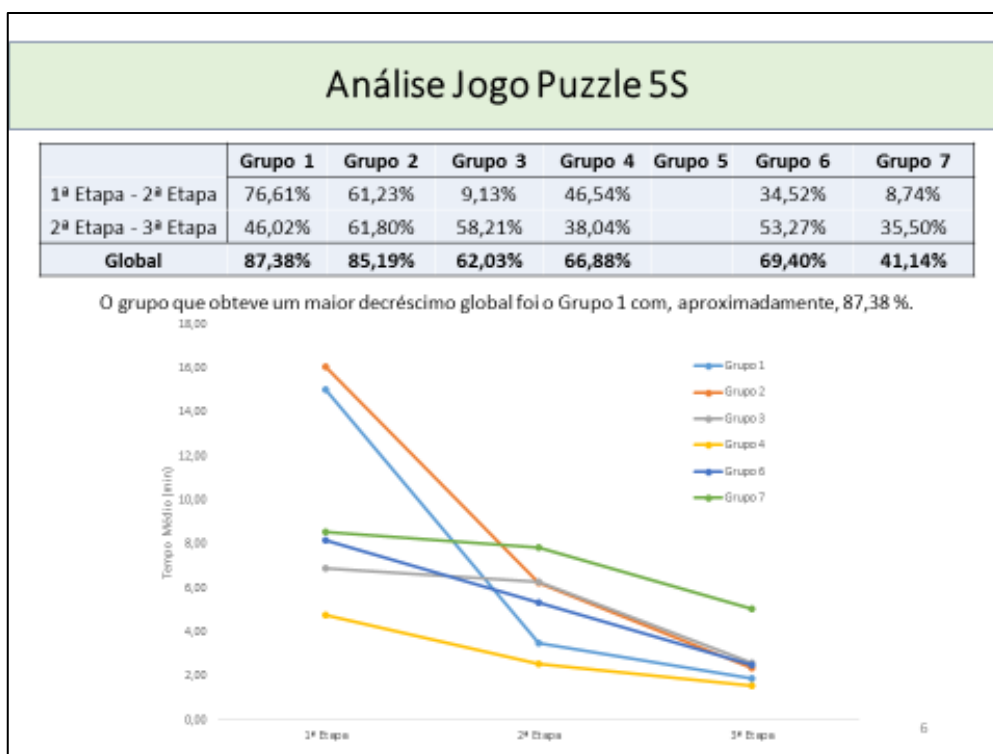 Análise Jogo Puzzle 5S
Grupo 1 Grupo 2 Grupo 3 Grupo 4 Grupo 5 Grupo 6 Grupo 7
1ª Etapa - 2ª Etapa 76,61% 61,23% 9,13% 46,54% 34,52% 8,74%
2ª Etapa - 3ª Etapa 46,02% 61,80% 58,21% 38,04% 53,27% 35,50%
Global 87,38% 85,19% 62,03% 66,88% 69,40% 41,14%
O grupo que obteve um maior decréscimo global foi o Grupo 1 com, aproximadamente, 87,38 %.
18,00
16,00
14,00
12,00
10,00
8,00
6,00
4,00
2,00
0,00
Tempo Médio (min)
Grupo 1
Grupo 2
Grupo 3
Grupo 4
Grupo 6
Grupo 7
1ª Etapa 2ª Etapa 3ª Etapa
6